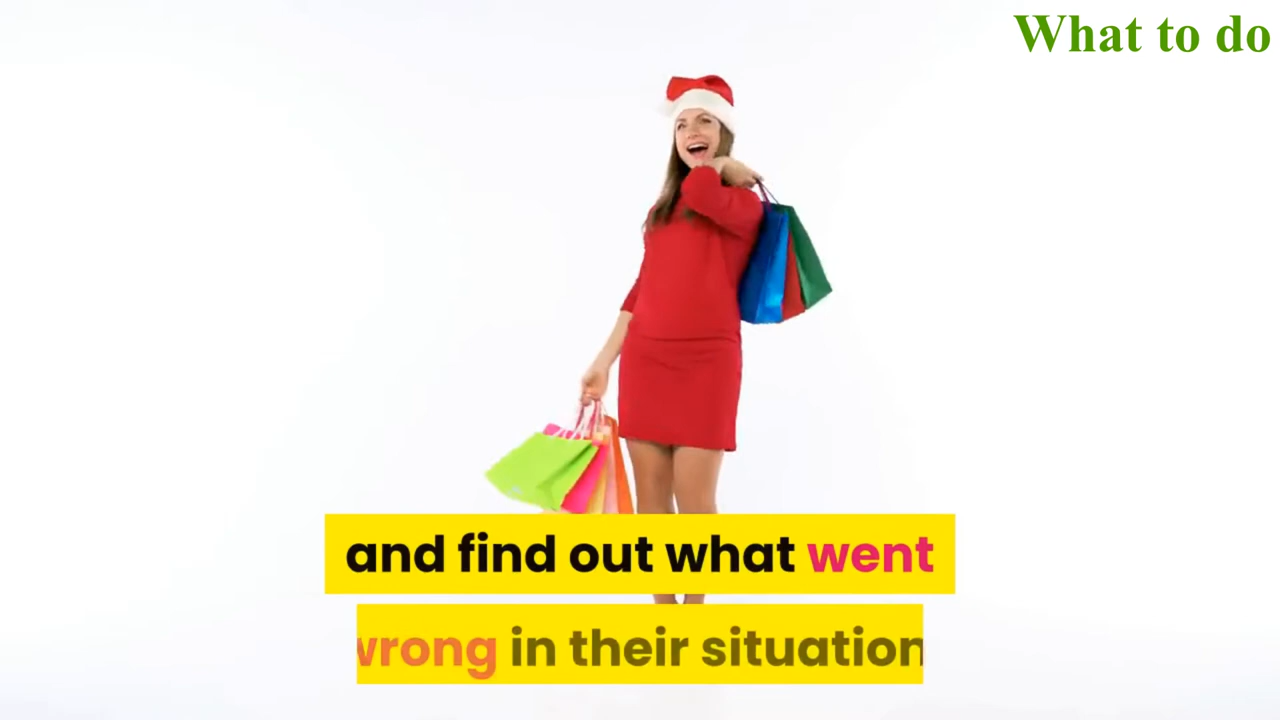 What to do
and find out what went
wrong in their situation